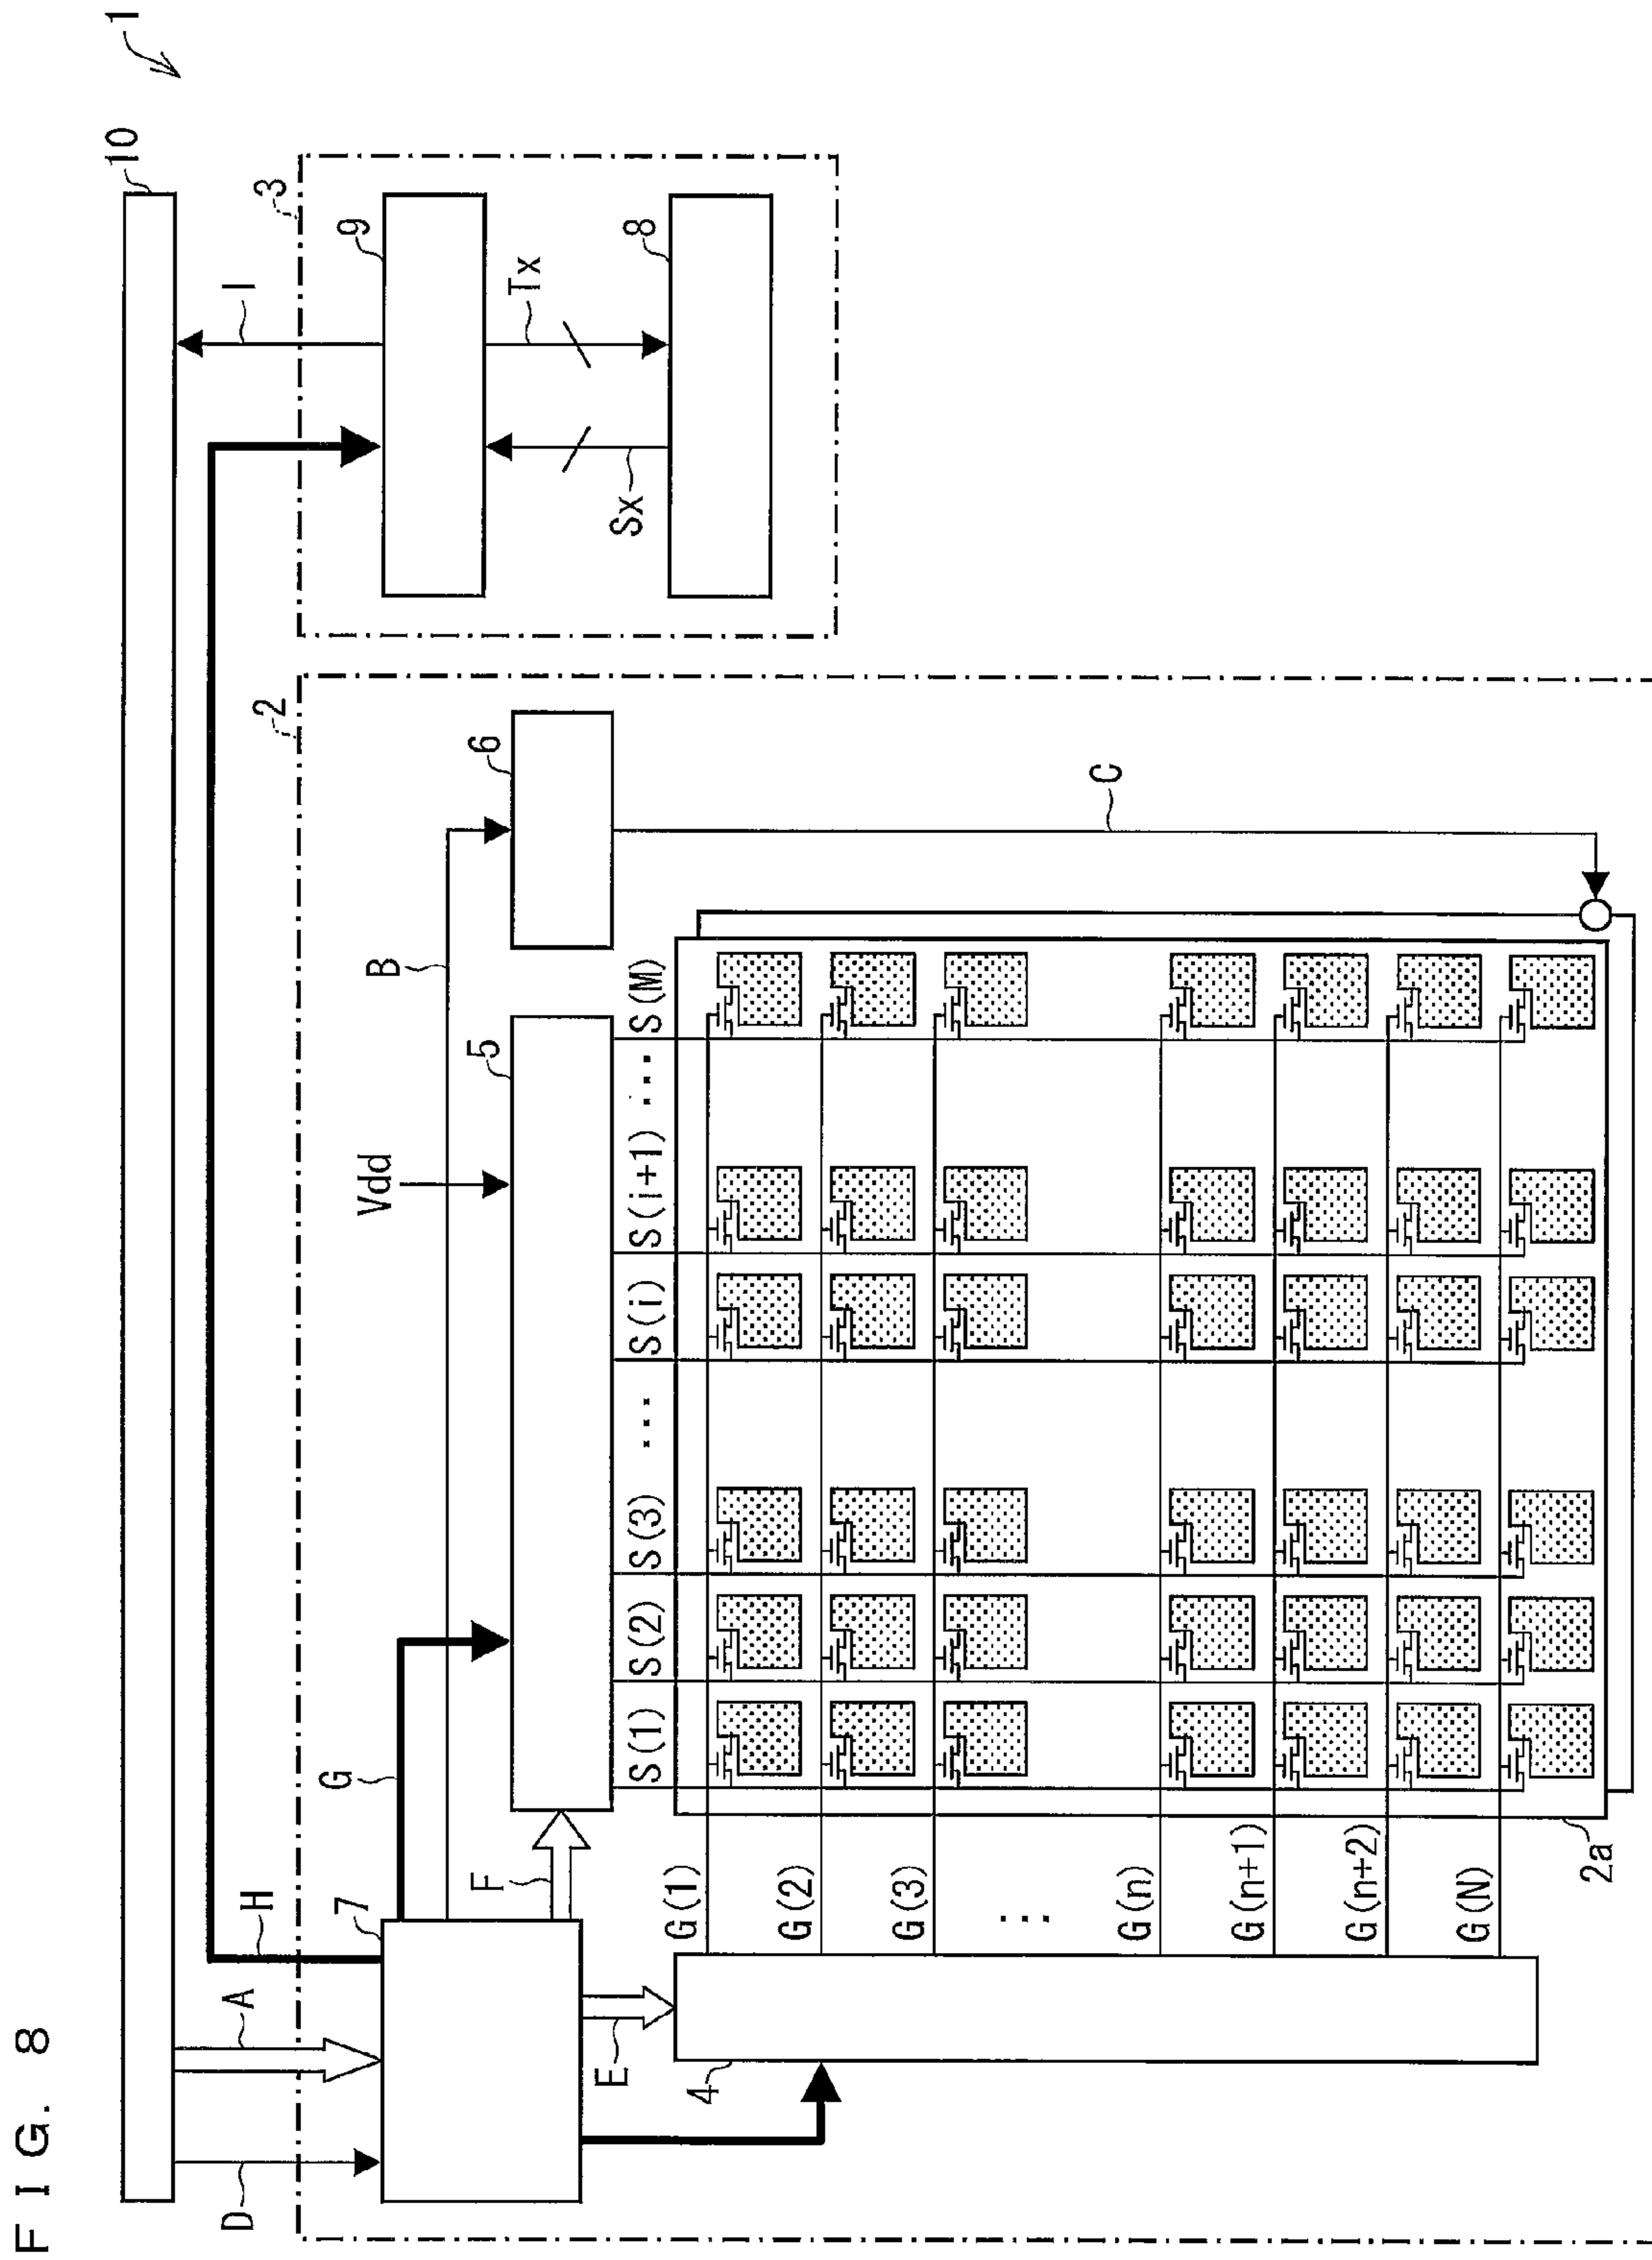 FIG. 8
1
10
D
A
H
I
3
9
Tx
Sx
8
2
7
G
B
Vdd
6
F
5
E
C
4
S(1) S(2) S(3) ... S(i) S(i+1) ... S(M)
G(1)
G(2)
G(3)
...
G(n)
G(n+1)
G(n+2)
G(N)
2a